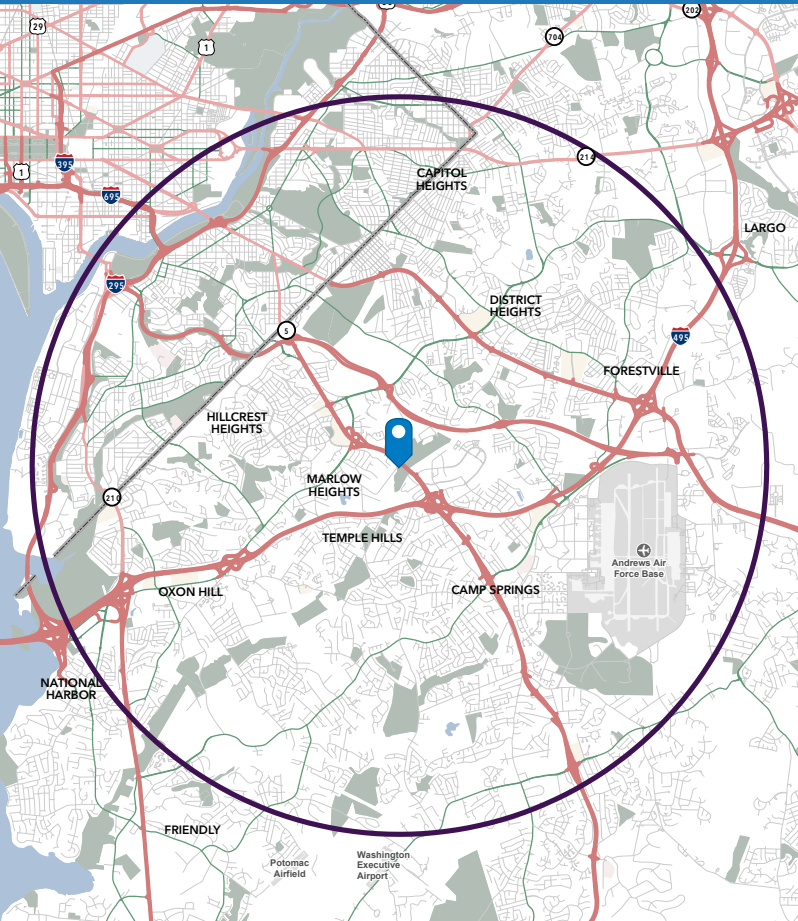 29
1
704
202
395
1
695
214
CAPITOL
HEIGHTS
LARGO
295
DISTRICT
HEIGHTS
5
495
FORESTVILLE
HILLCREST
HEIGHTS
MARLOW
HEIGHTS
210
TEMPLE HILLS
Andrews Air
Force Base
OXON HILL
CAMP SPRINGS
NATIONAL
HARBOR
FRIENDLY
Potomac
Airfield
Washington
Executive
Airport